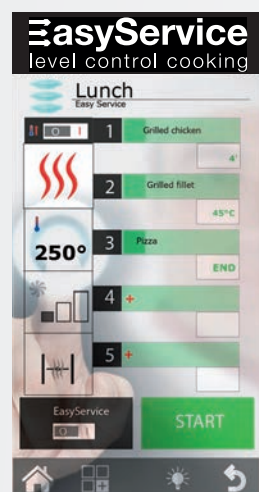 EasyService
level control cooking
Lunch
Easy Service
O I
1 Grilled chicken
4'
2 Grilled fillet
45°C
250°
3 Pizza
END
4 +
5 +
EasyService
O I
START